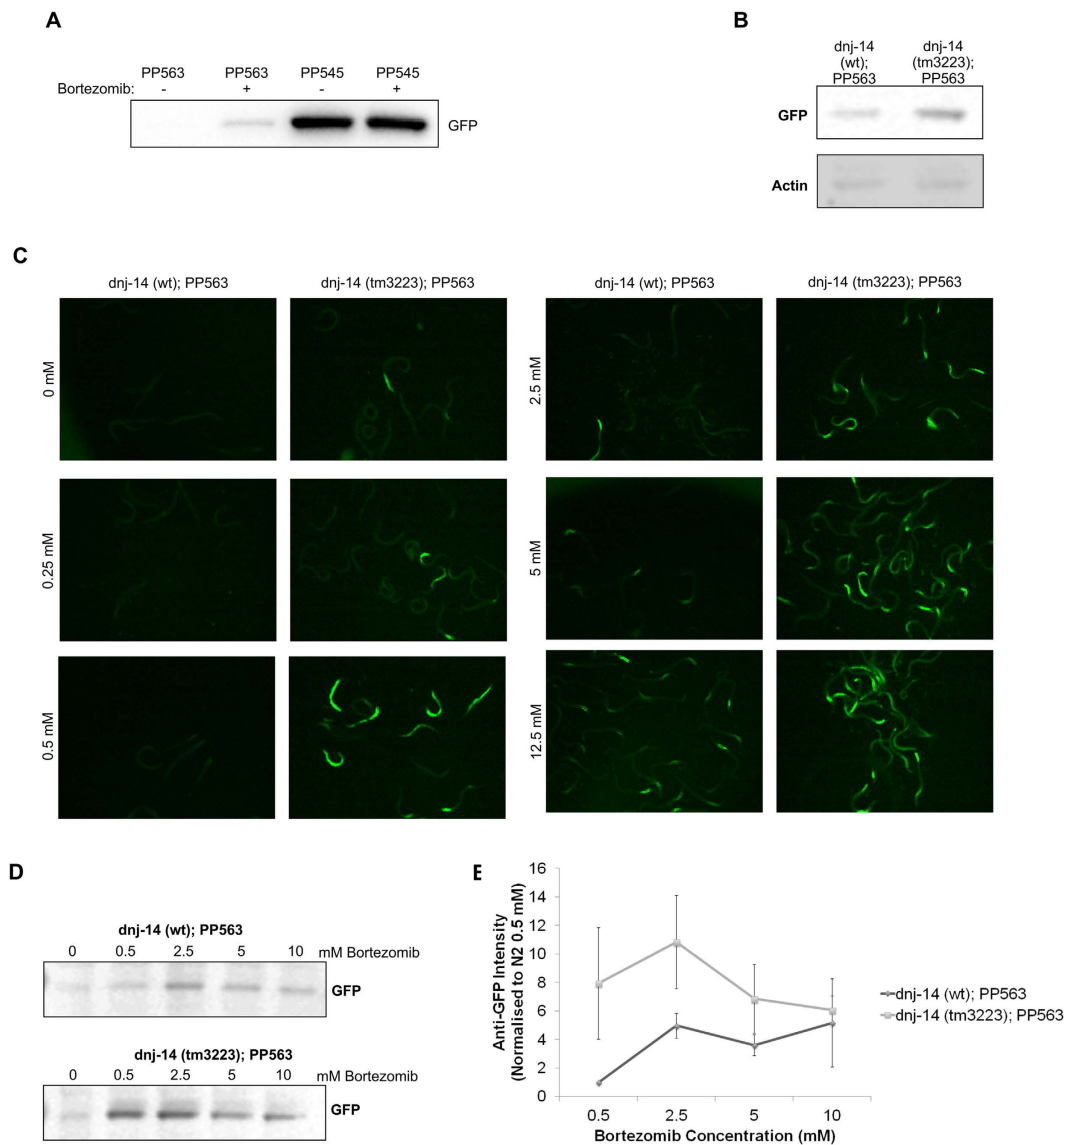 A
PP563 PP563 PP545 PP545
Bortezomib: - + - +
GFP
B
dnj-14 (wt); PP563
dnj-14 (tm3223); PP563
GFP
Actin
C
dnj-14 (wt); PP563 dnj-14 (tm3223); PP563 dnj-14 (wt); PP563 dnj-14 (tm3223); PP563
0 mM
2.5 mM
0.25 mM
5 mM
0.5 mM
12.5 mM
D
dnj-14 (wt); PP563
0 0.5 2.5 5 10 mM Bortezomib
GFP
dnj-14 (tm3223); PP563
0 0.5 2.5 5 10 mM Bortezomib
GFP
E
Anti-GFP Intensity
(Normalised to N2 0.5 mM)
16
14
12
10
8
6
4
2
0
0.5 2.5 5 10
Bortezomib Concentration (mM)
dnj-14 (wt); PP563
dnj-14 (tm3223); PP563